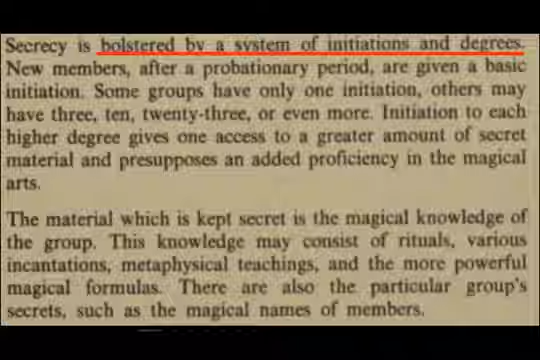 Secrecy is bolstered by a system of initiations and degrees.
New members, after a probationary period, are given a basic
initiation. Some groups have only one initiation, others may
have three, ten, twenty-three, or even more. Initiation to each
higher degree gives one access to a greater amount of secret
material and presupposes an added proficiency in the magical
arts.
The material which is kept secret is the magical knowledge of
the group. This knowledge may consist of rituals, various
incantations, metaphysical teachings, and the more powerful
magical formulas. There are also the particular group's
secrets, such as the magical names of members.